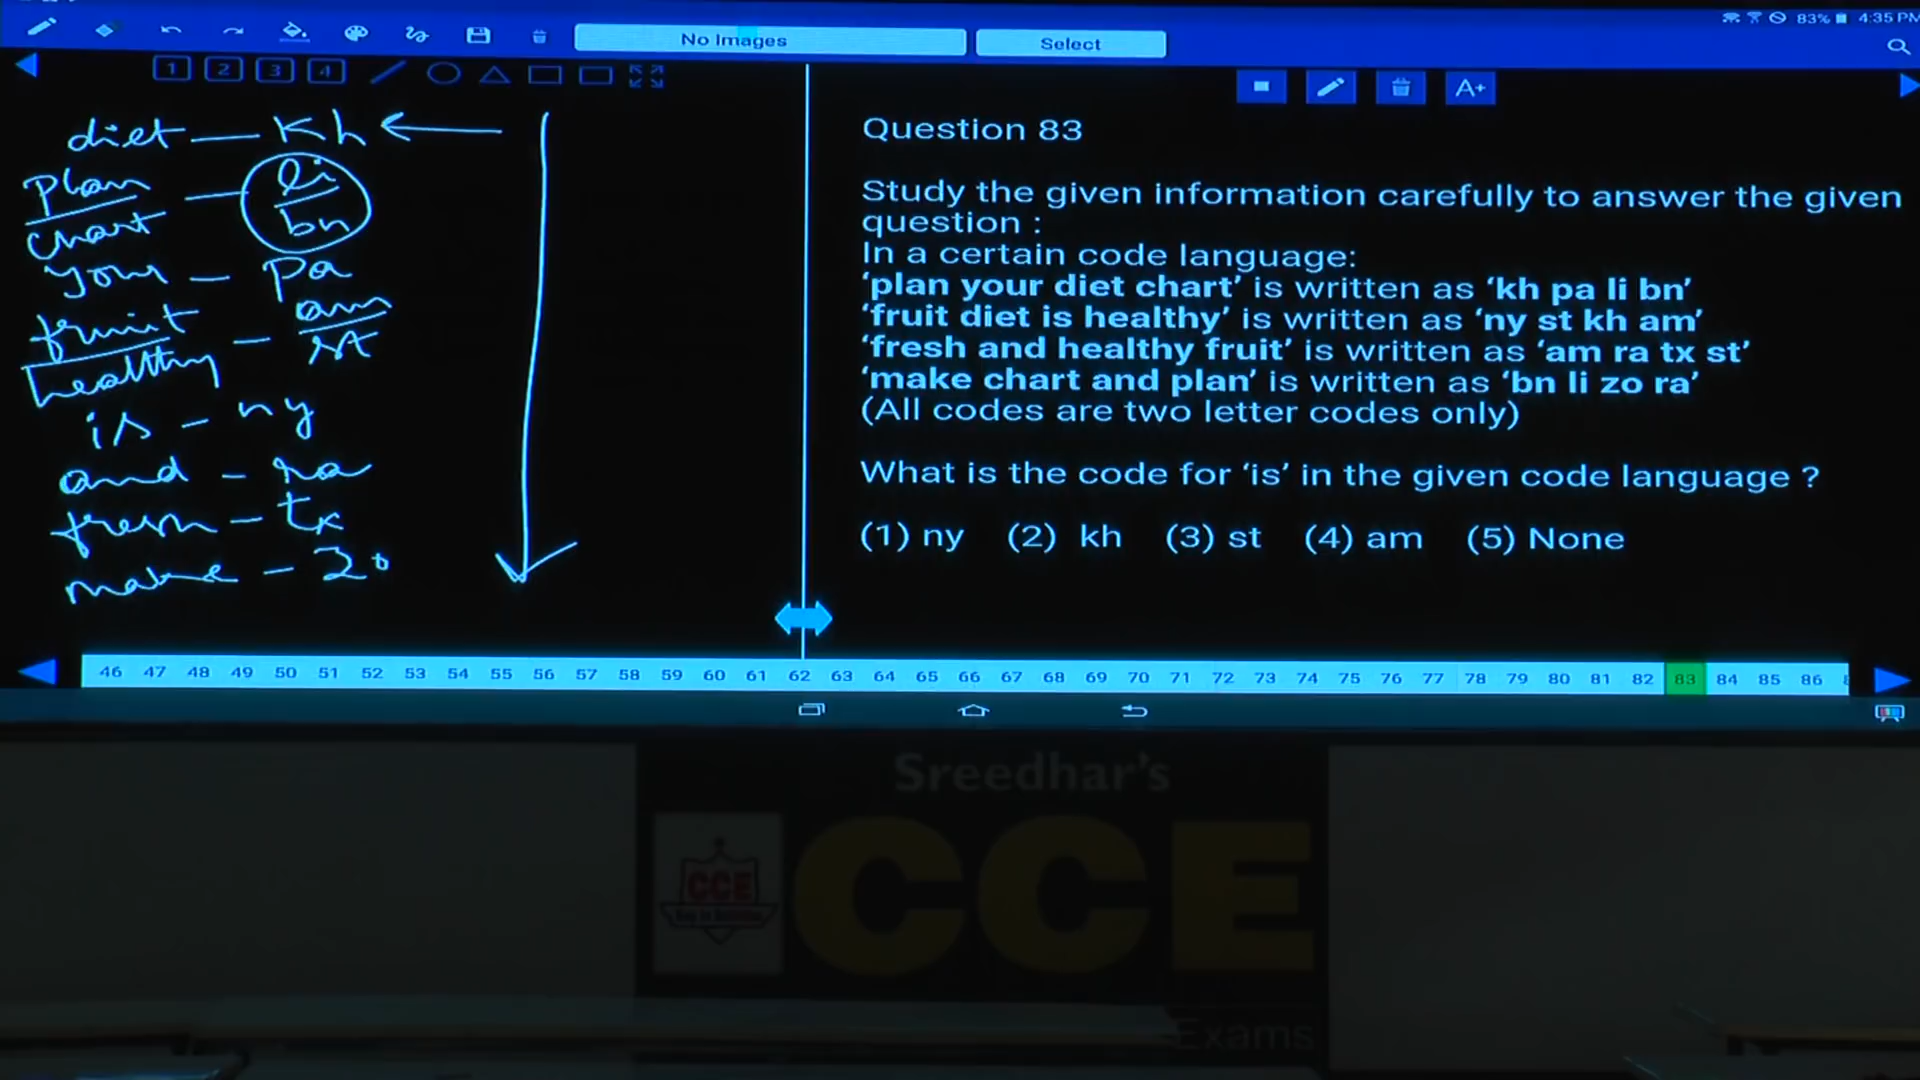 83% 4:35 PM
No Images Select
1 2 3 4
A+
diet — Kh
plan
chart — li
bn
your — pa
fruit
healthy — am
st
is — ny
and — ra
fresh — tx
make — zo
Question 83
Study the given information carefully to answer the given
question :
In a certain code language:
‘plan your diet chart’ is written as ‘kh pa li bn’
‘fruit diet is healthy’ is written as ‘ny st kh am’
‘fresh and healthy fruit’ is written as ‘am ra tx st’
‘make chart and plan’ is written as ‘bn li zo ra’
(All codes are two letter codes only)
What is the code for ‘is’ in the given code language ?
(1) ny (2) kh (3) st (4) am (5) None
46 47 48 49 50 51 52 53 54 55 56 57 58 59 60 61 62 63 64 65 66 67 68 69 70 71 72 73 74 75 76 77 78 79 80 81 82 83 84 85 86
Sreedhar's
CCE
CCE
Exams